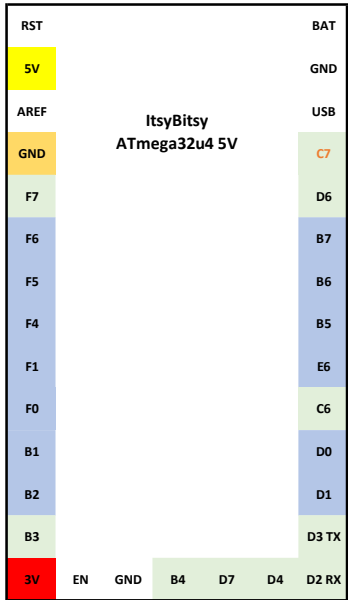 RST BAT
5V GND
AREF USB
ItsyBitsy
ATmega32u4 5V
GND C7
F7 D6
F6 B7
F5 B6
F4 B5
F1 E6
F0 C6
B1 D0
B2 D1
B3 D3 TX
3V EN GND B4 D7 D4 D2 RX